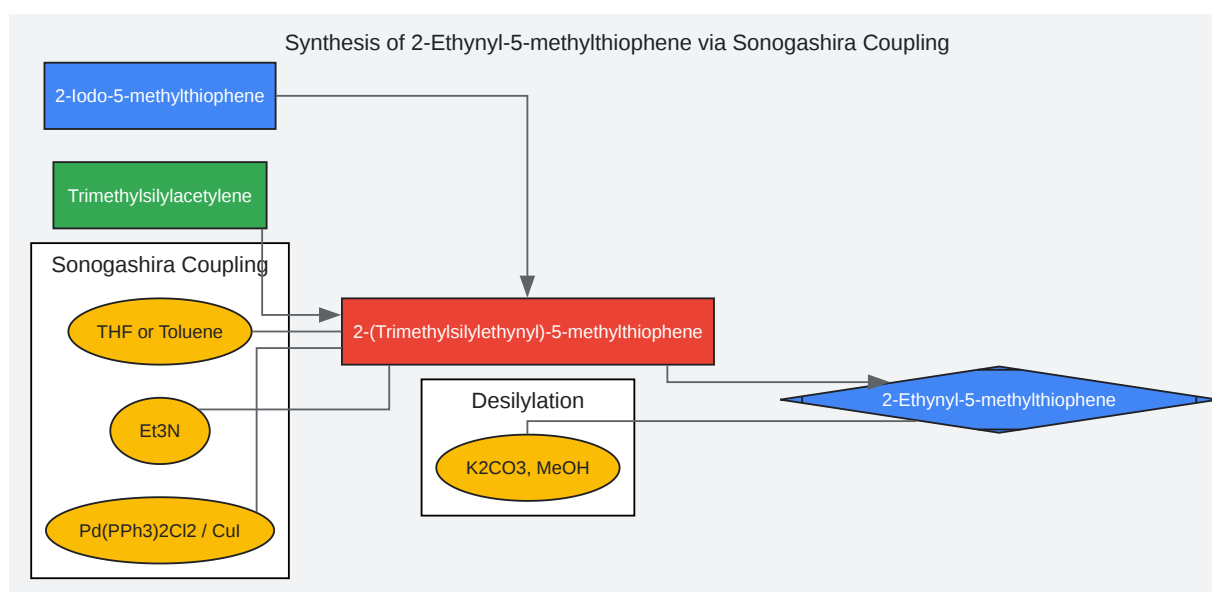 Synthesis of 2-Ethynyl-5-methylthiophene via Sonogashira Coupling
2-Iodo-5-methylthiophene
Trimethylsilylacetylene
Sonogashira Coupling
THF or Toluene
2-(Trimethylsilylethynyl)-5-methylthiophene
Desilylation
2-Ethynyl-5-methylthiophene
Et3N
K2CO3, MeOH
Pd(PPh3)2Cl2 / CuI